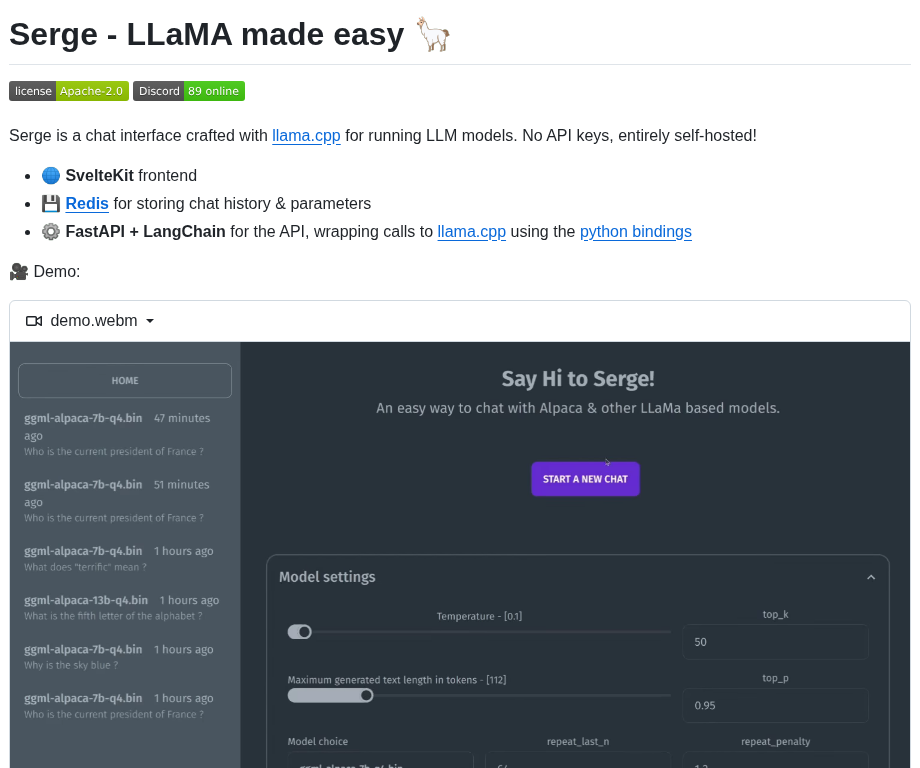 Serge - LLaMA made easy 🦙
license Apache-2.0 Discord 89 online
Serge is a chat interface crafted with llama.cpp for running LLM models. No API keys, entirely self-hosted!
SvelteKit frontend
Redis for storing chat history & parameters
FastAPI + LangChain for the API, wrapping calls to llama.cpp using the python bindings
Demo:
demo.webm
HOME
ggml-alpaca-7b-q4.bin 47 minutes
ago
Who is the current president of France ?
ggml-alpaca-7b-q4.bin 51 minutes
ago
Who is the current president of France ?
ggml-alpaca-7b-q4.bin 1 hours ago
What does "terrific" mean ?
ggml-alpaca-13b-q4.bin 1 hours ago
What is the fifth letter of the alphabet ?
ggml-alpaca-7b-q4.bin 1 hours ago
Why is the sky blue ?
ggml-alpaca-7b-q4.bin 1 hours ago
Who is the current president of France ?
Say Hi to Serge!
An easy way to chat with Alpaca & other LLaMa based models.
START A NEW CHAT
Model settings
Temperature - [0.1]
top_k
50
Maximum generated text length in tokens - [112]
top_p
0.95
Model choice
repeat_last_n
repeat_penalty
ggml-alpaca-7b-q4.bin
64